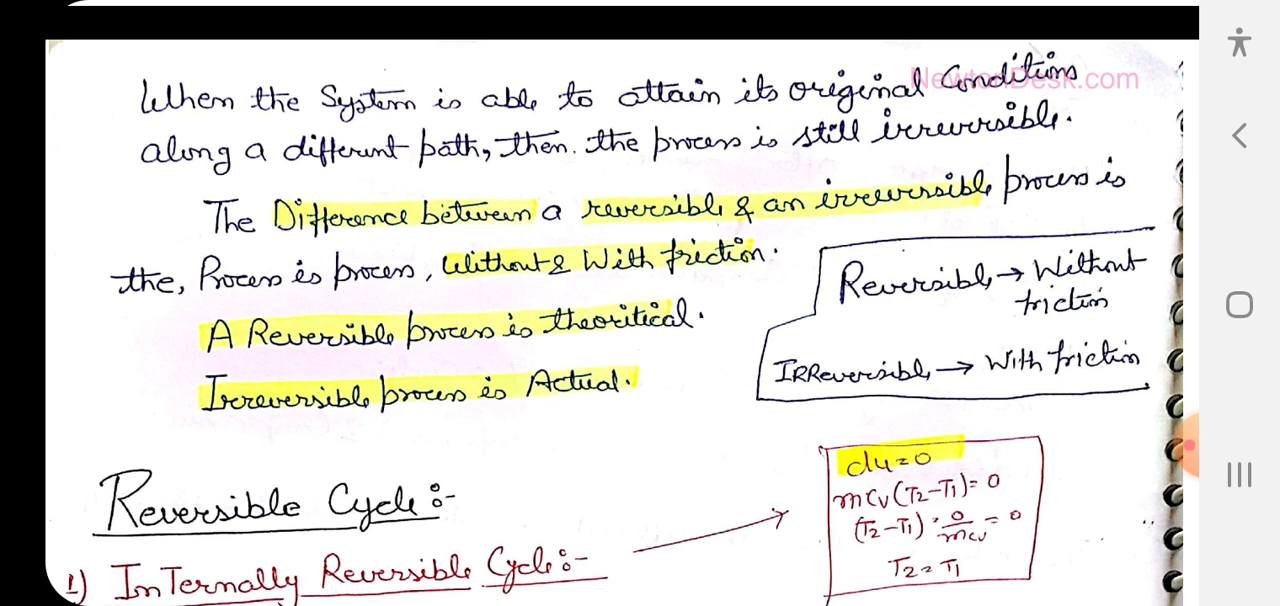 NewtonDesk.com
When the System is able to attain its original Conditions
along a different path, then. the process is still irreversible.
The Difference between a reversible & an irreversible process is
the, Process is process, Without & With friction.
A Reversible process is theoritical.
Irreversible process is Actual.
Reversible → Without
friction
IRReversible → With friction
Reversible Cycle:-
1) InTernally Reversible Cycle:-
du=0
mCv(T2-T1)=0
(T2-T1) = 0/mcv = 0
T2=T1